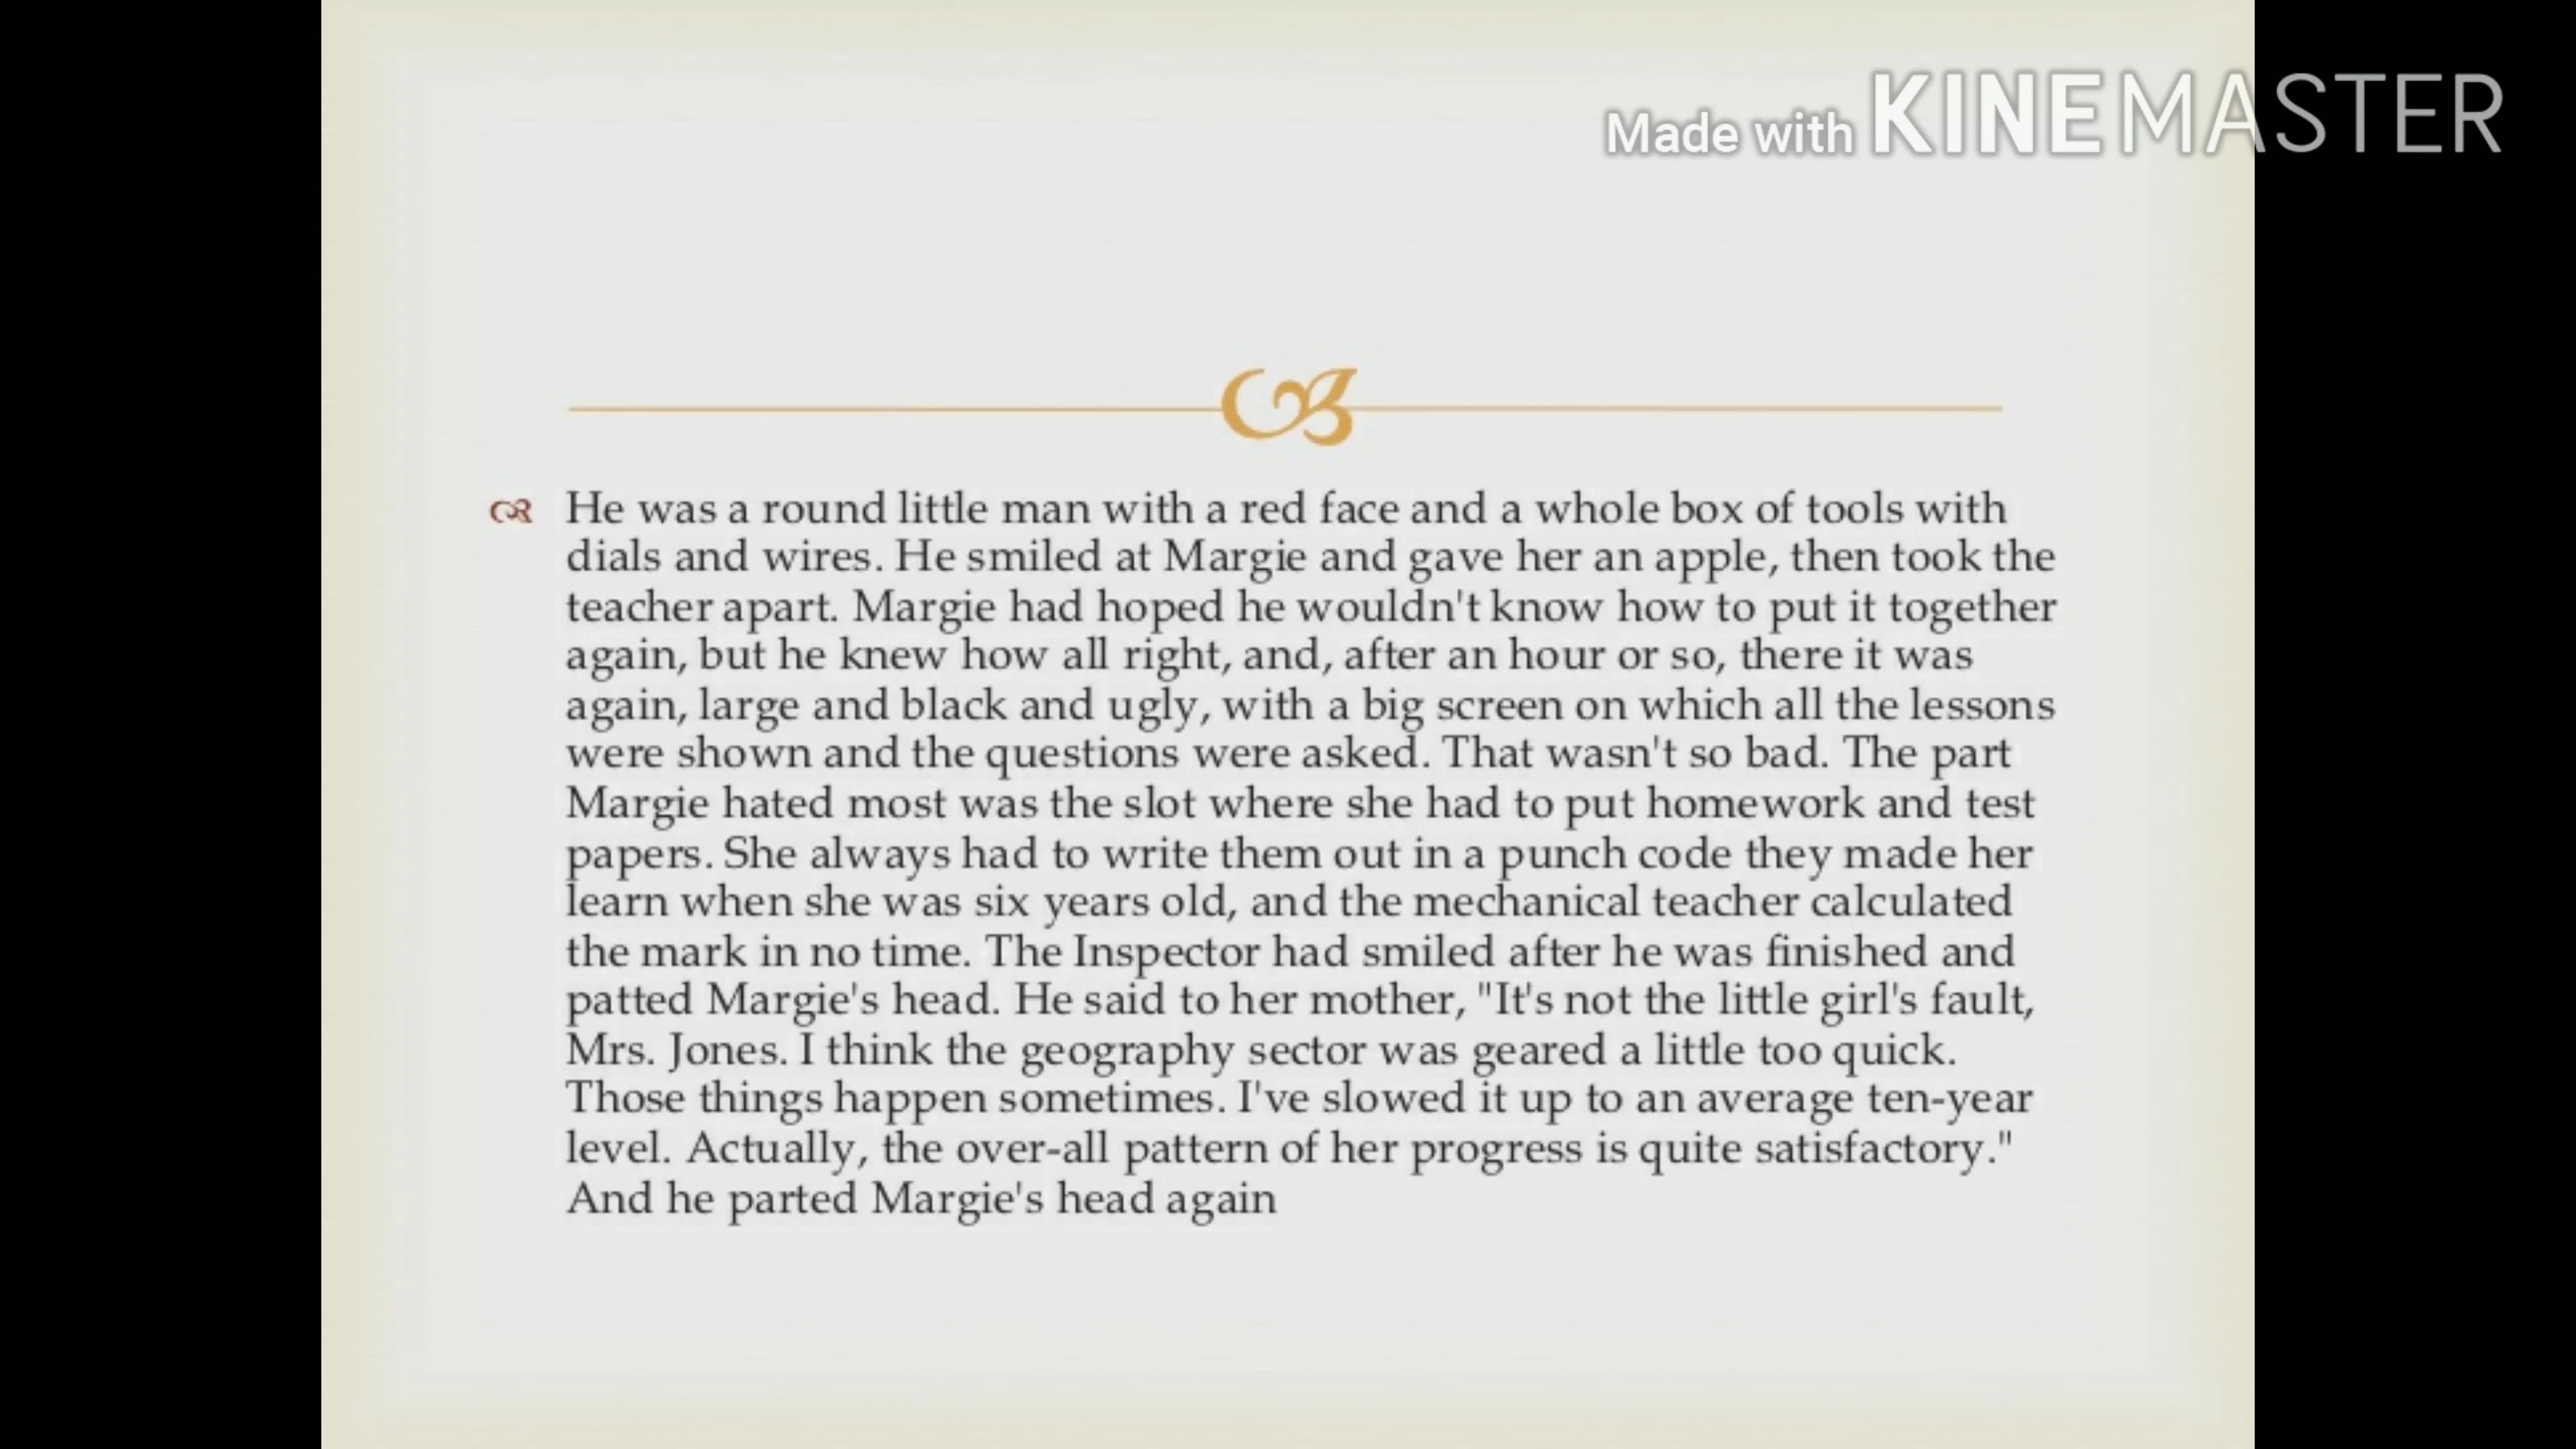 Made with KINEMASTER
He was a round little man with a red face and a whole box of tools with
dials and wires. He smiled at Margie and gave her an apple, then took the
teacher apart. Margie had hoped he wouldn't know how to put it together
again, but he knew how all right, and, after an hour or so, there it was
again, large and black and ugly, with a big screen on which all the lessons
were shown and the questions were asked. That wasn't so bad. The part
Margie hated most was the slot where she had to put homework and test
papers. She always had to write them out in a punch code they made her
learn when she was six years old, and the mechanical teacher calculated
the mark in no time. The Inspector had smiled after he was finished and
patted Margie's head. He said to her mother, "It's not the little girl's fault,
Mrs. Jones. I think the geography sector was geared a little too quick.
Those things happen sometimes. I've slowed it up to an average ten-year
level. Actually, the over-all pattern of her progress is quite satisfactory."
And he parted Margie's head again